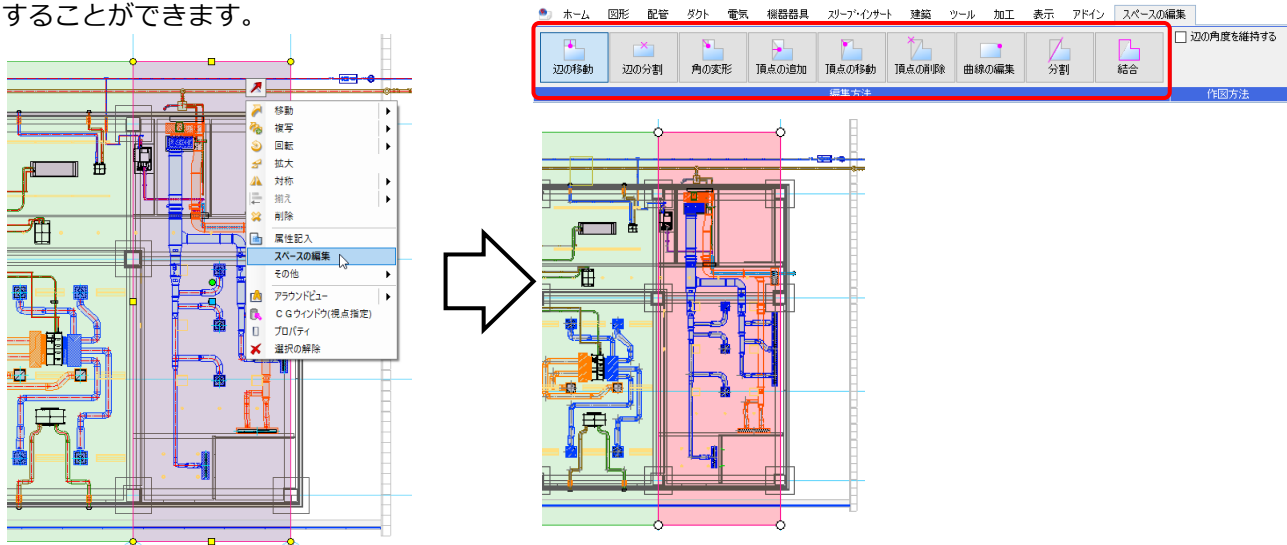 することができます。
移動
複写
回転
拡大
対称
揃え
削除
属性記入
スペースの編集
その他
アラウンドビュー
CGウィンドウ(視点指定)
プロパティ
選択の解除
ホーム 図形 配管 ダクト 電気 機器器具 スリーブ・インサート 建築 ツール 加工 表示 アドイン スペースの編集
辺の移動 辺の分割 角の変形 頂点の追加 頂点の移動 頂点の削除 曲線の編集 分割 結合
辺の角度を維持する
編集方法 作図方法